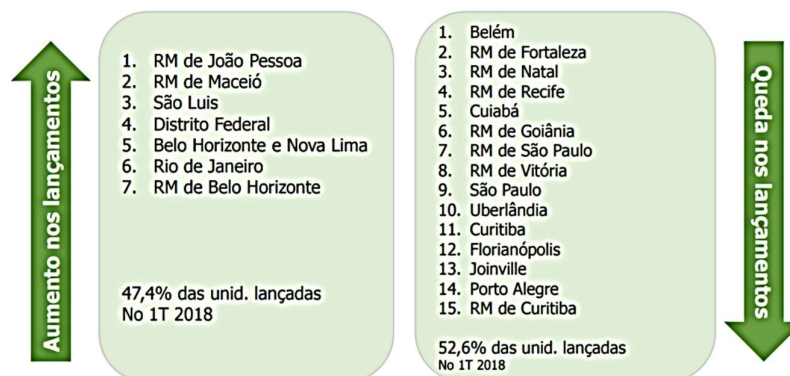 Aumento nos lançamentos
1. RM de João Pessoa
2. RM de Maceió
3. São Luis
4. Distrito Federal
5. Belo Horizonte e Nova Lima
6. Rio de Janeiro
7. RM de Belo Horizonte
47,4% das unid. lançadas
No 1T 2018
1. Belém
2. RM de Fortaleza
3. RM de Natal
4. RM de Recife
5. Cuiabá
6. RM de Goiânia
7. RM de São Paulo
8. RM de Vitória
9. São Paulo
10. Uberlândia
11. Curitiba
12. Florianópolis
13. Joinville
14. Porto Alegre
15. RM de Curitiba
52,6% das unid. lançadas
No 1T 2018
Queda nos lançamentos